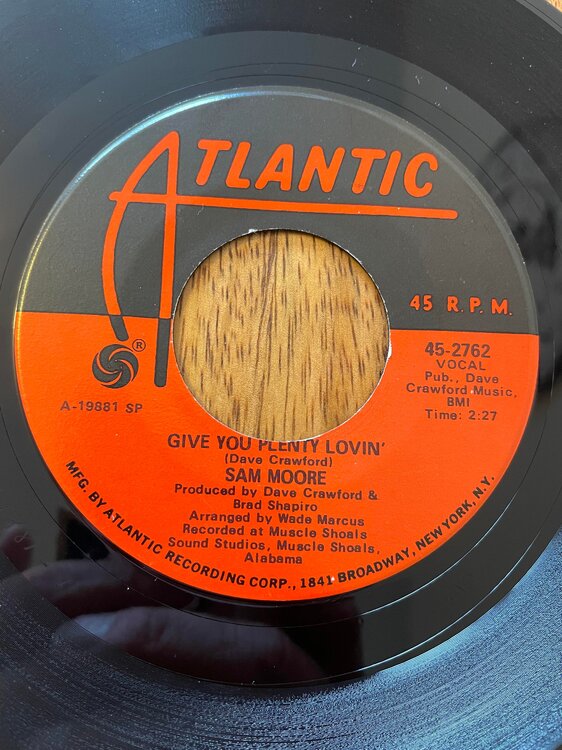 ATLANTIC
45 R.P.M.
®
45-2762
VOCAL
Pub., Dave
Crawford Music,
BMI
Time: 2:27
A-19881 SP
GIVE YOU PLENTY LOVIN'
(Dave Crawford)
SAM MOORE
Produced by Dave Crawford &
Brad Shapiro
Arranged by Wade Marcus
Recorded at Muscle Shoals
Sound Studios, Muscle Shoals,
Alabama
MFG. BY ATLANTIC RECORDING CORP., 1841 BROADWAY, NEW YORK, N.Y.